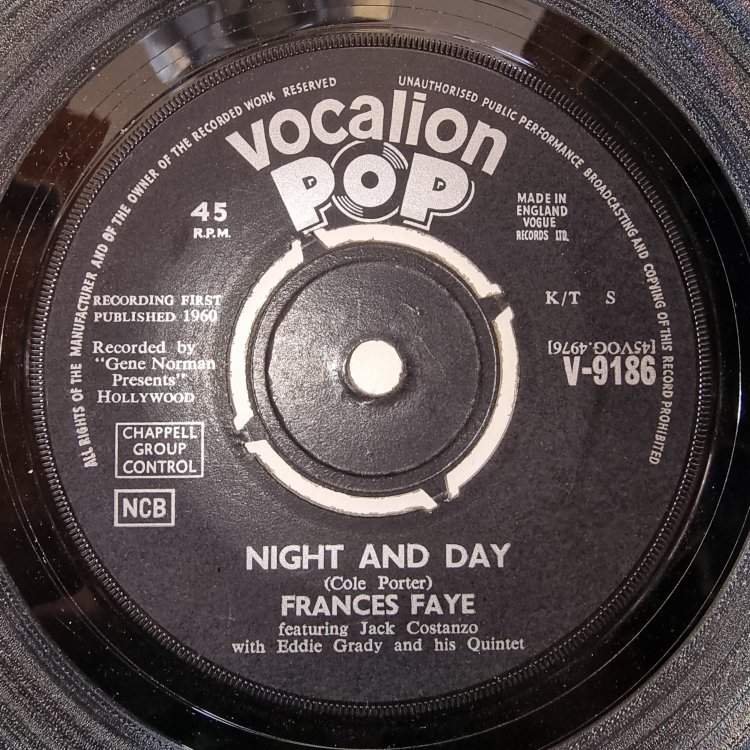 ALL RIGHTS OF THE MANUFACTURER AND OF THE OWNER OF THE RECORDED WORK RESERVED
UNAUTHORISED PUBLIC PERFORMANCE BROADCASTING AND COPYING OF THIS RECORD PROHIBITED
vocalion
POP
45
R.P.M.
MADE IN
ENGLAND
VOGUE
RECORDS LTD.
RECORDING FIRST
PUBLISHED 1960
K/T S
Recorded by
"Gene Norman
Presents"
HOLLYWOOD
[45VOG.4976]
V-9186
CHAPPELL
GROUP
CONTROL
NCB
NIGHT AND DAY
(Cole Porter)
FRANCES FAYE
featuring Jack Costanzo
with Eddie Grady and his Quintet